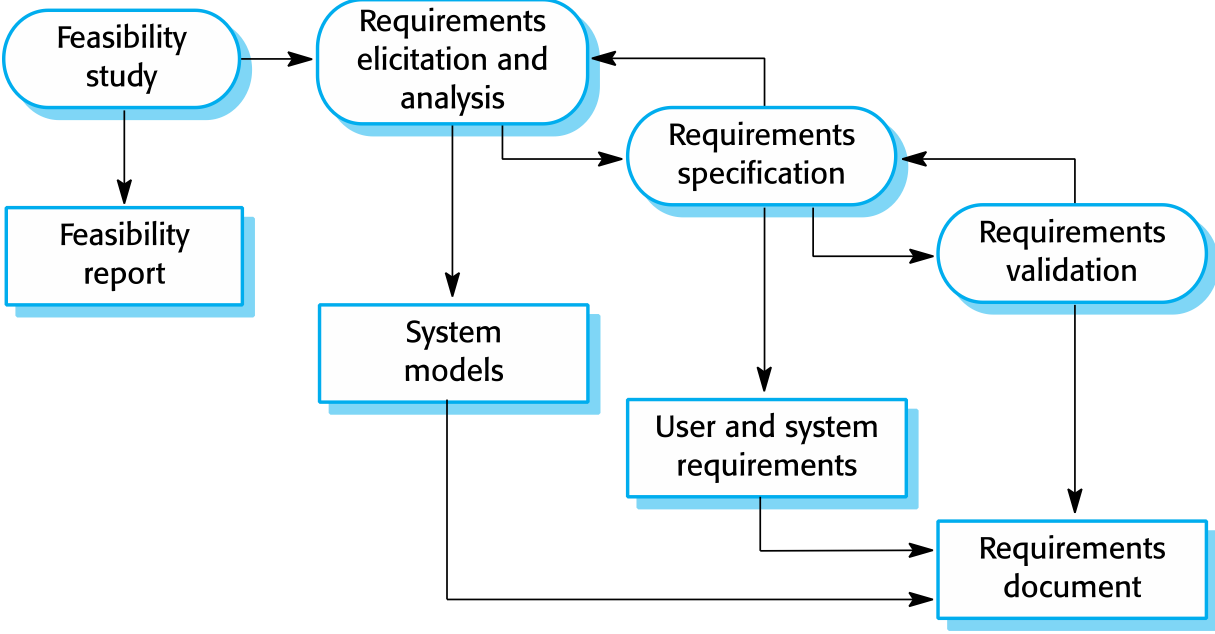 Feasibility
study
Requirements
elicitation and
analysis
Requirements
specification
Requirements
validation
Feasibility
report
System
models
User and system
requirements
Requirements
document